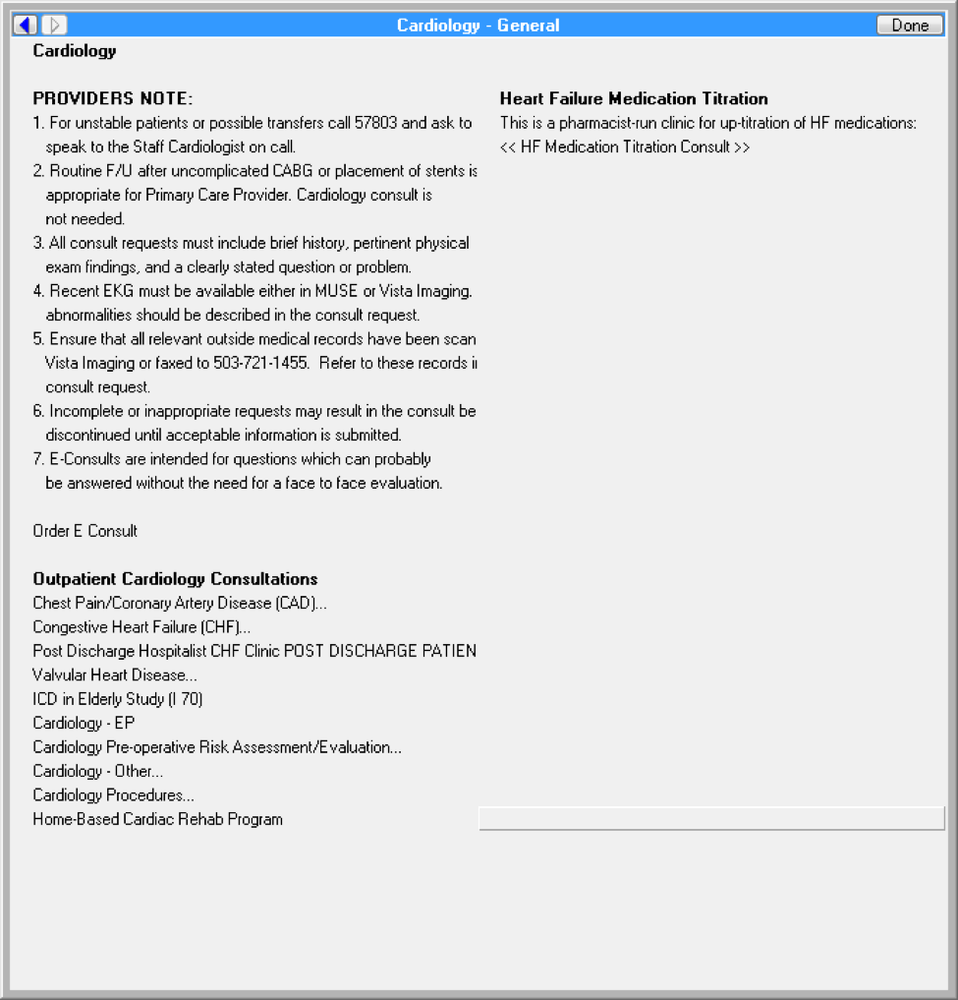 Cardiology - General
Done
Cardiology
PROVIDERS NOTE:
1. For unstable patients or possible transfers call 57803 and ask to
speak to the Staff Cardiologist on call.
2. Routine F/U after uncomplicated CABG or placement of stents is
appropriate for Primary Care Provider. Cardiology consult is
not needed.
3. All consult requests must include brief history, pertinent physical
exam findings, and a clearly stated question or problem.
4. Recent EKG must be available either in MUSE or Vista Imaging.
abnormalities should be described in the consult request.
5. Ensure that all relevant outside medical records have been scan
Vista Imaging or faxed to 503-721-1455. Refer to these records i
consult request.
6. Incomplete or inappropriate requests may result in the consult be
discontinued until acceptable information is submitted.
7. E-Consults are intended for questions which can probably
be answered without the need for a face to face evaluation.
Order E Consult
Outpatient Cardiology Consultations
Chest Pain/Coronary Artery Disease (CAD)...
Congestive Heart Failure (CHF)...
Post Discharge Hospitalist CHF Clinic POST DISCHARGE PATIEN
Valvular Heart Disease...
ICD in Elderly Study (I 70)
Cardiology - EP
Cardiology Pre-operative Risk Assessment/Evaluation...
Cardiology - Other...
Cardiology Procedures...
Home-Based Cardiac Rehab Program
Heart Failure Medication Titration
This is a pharmacist-run clinic for up-titration of HF medications:
<< HF Medication Titration Consult >>